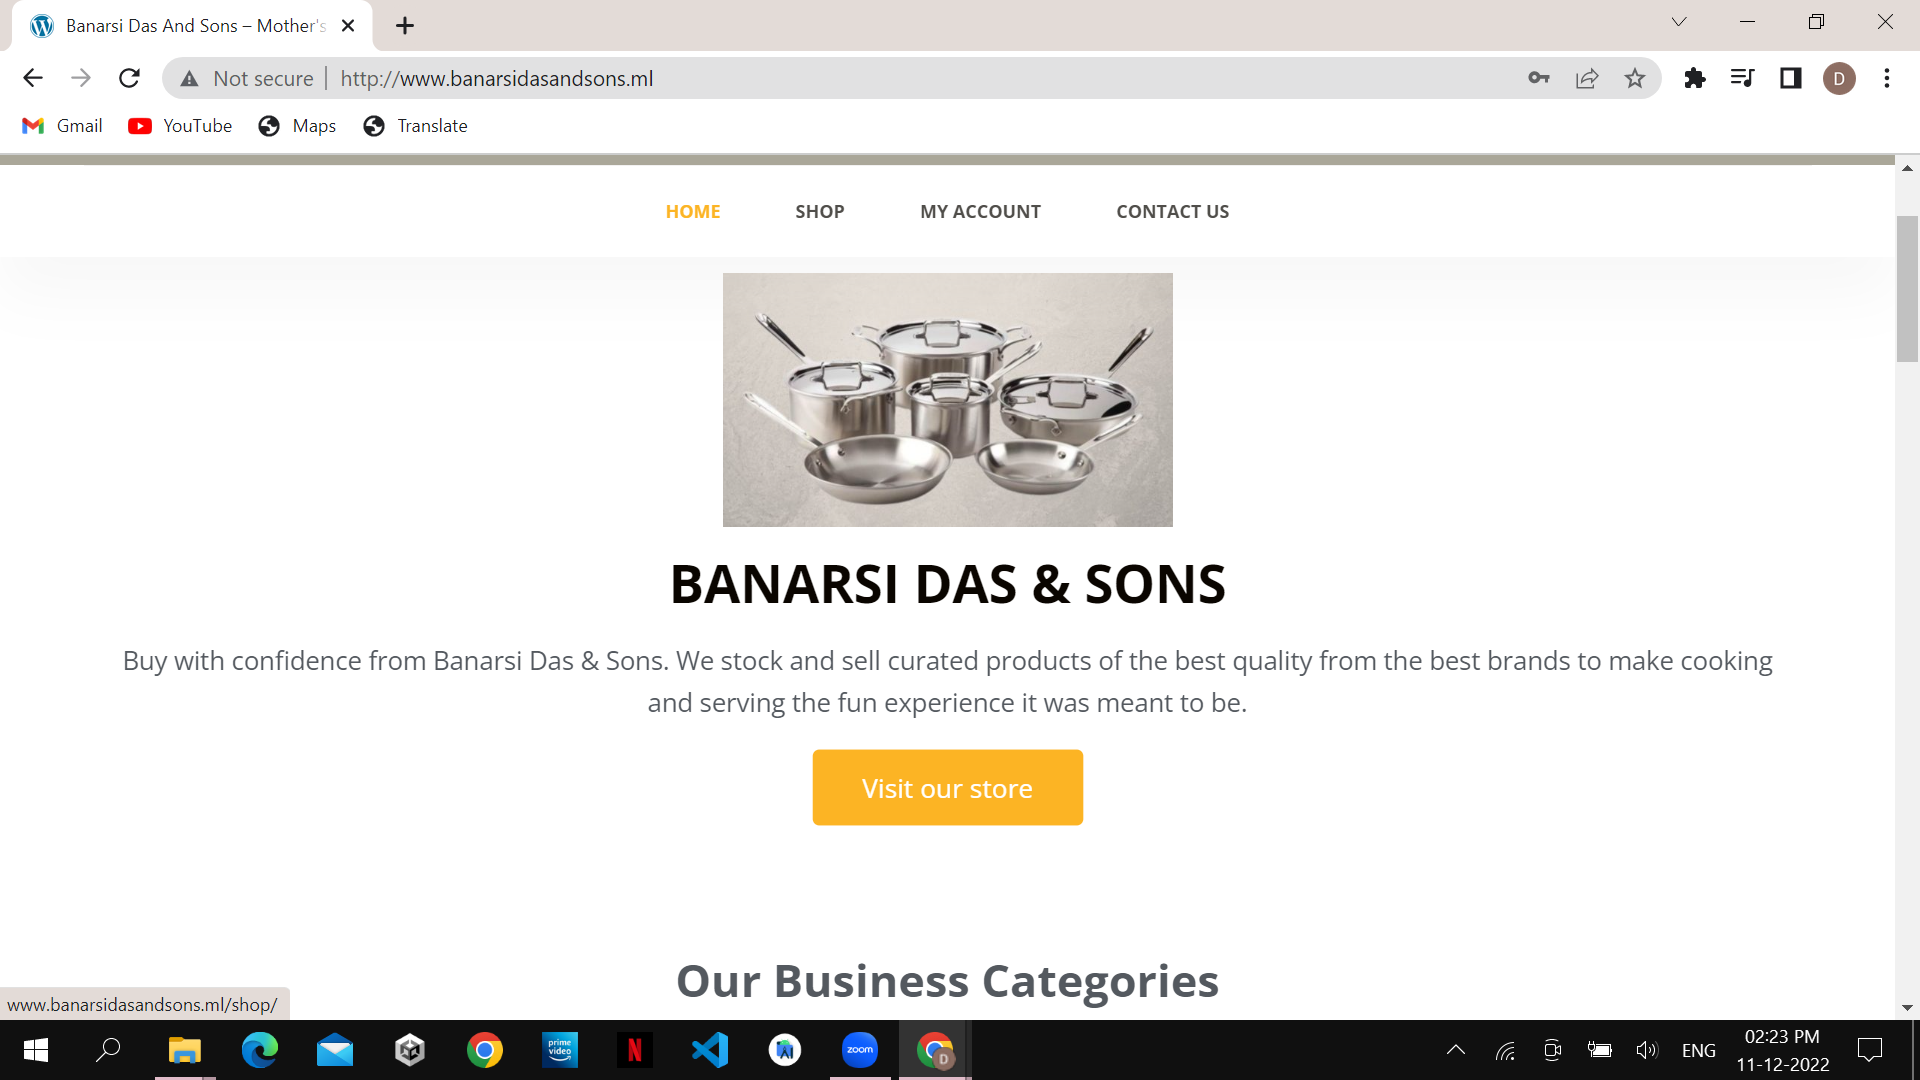 Banarsi Das And Sons – Mother's
Not secure
http://www.banarsidasandsons.ml
D
Gmail
YouTube
Maps
Translate
HOME
SHOP
MY ACCOUNT
CONTACT US
BANARSI DAS & SONS
Buy with confidence from Banarsi Das & Sons. We stock and sell curated products of the best quality from the best brands to make cooking
and serving the fun experience it was meant to be.
Visit our store
Our Business Categories
www.banarsidasandsons.ml/shop/
prime
video
N
zoom
D
ENG
02:23 PM
11-12-2022